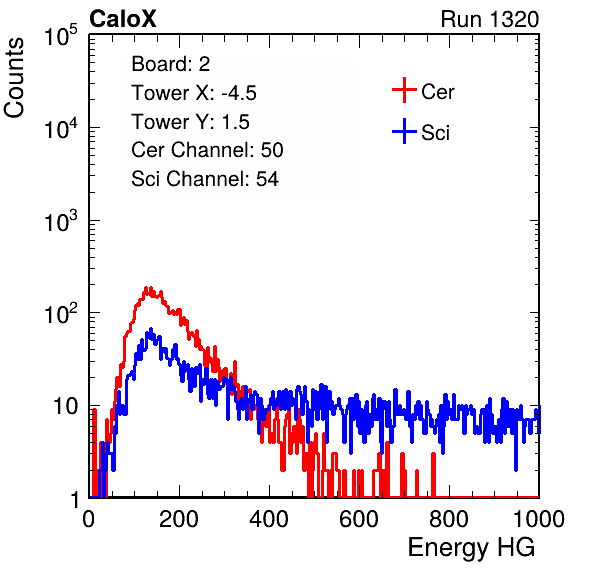 CaloX Run 1320
Counts
10^5
10^4
10^3
10^2
10
1
Board: 2
Tower X: -4.5
Tower Y: 1.5
Cer Channel: 50
Sci Channel: 54
Cer
Sci
0 200 400 600 800 1000
Energy HG